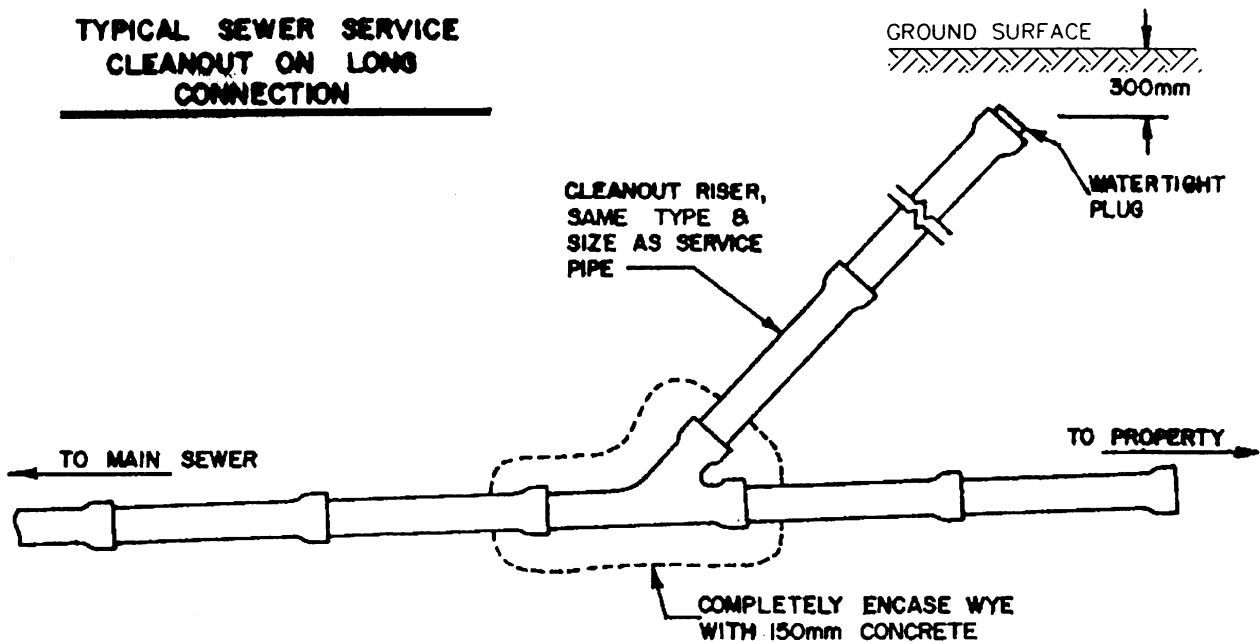 TYPICAL SEWER SERVICE
CLEANOUT ON LONG
CONNECTION
GROUND SURFACE
300mm
WATERTIGHT
PLUG
CLEANOUT RISER,
SAME TYPE &
SIZE AS SERVICE
PIPE
TO MAIN SEWER
TO PROPERTY
COMPLETELY ENCASE WYE
WITH 150mm CONCRETE